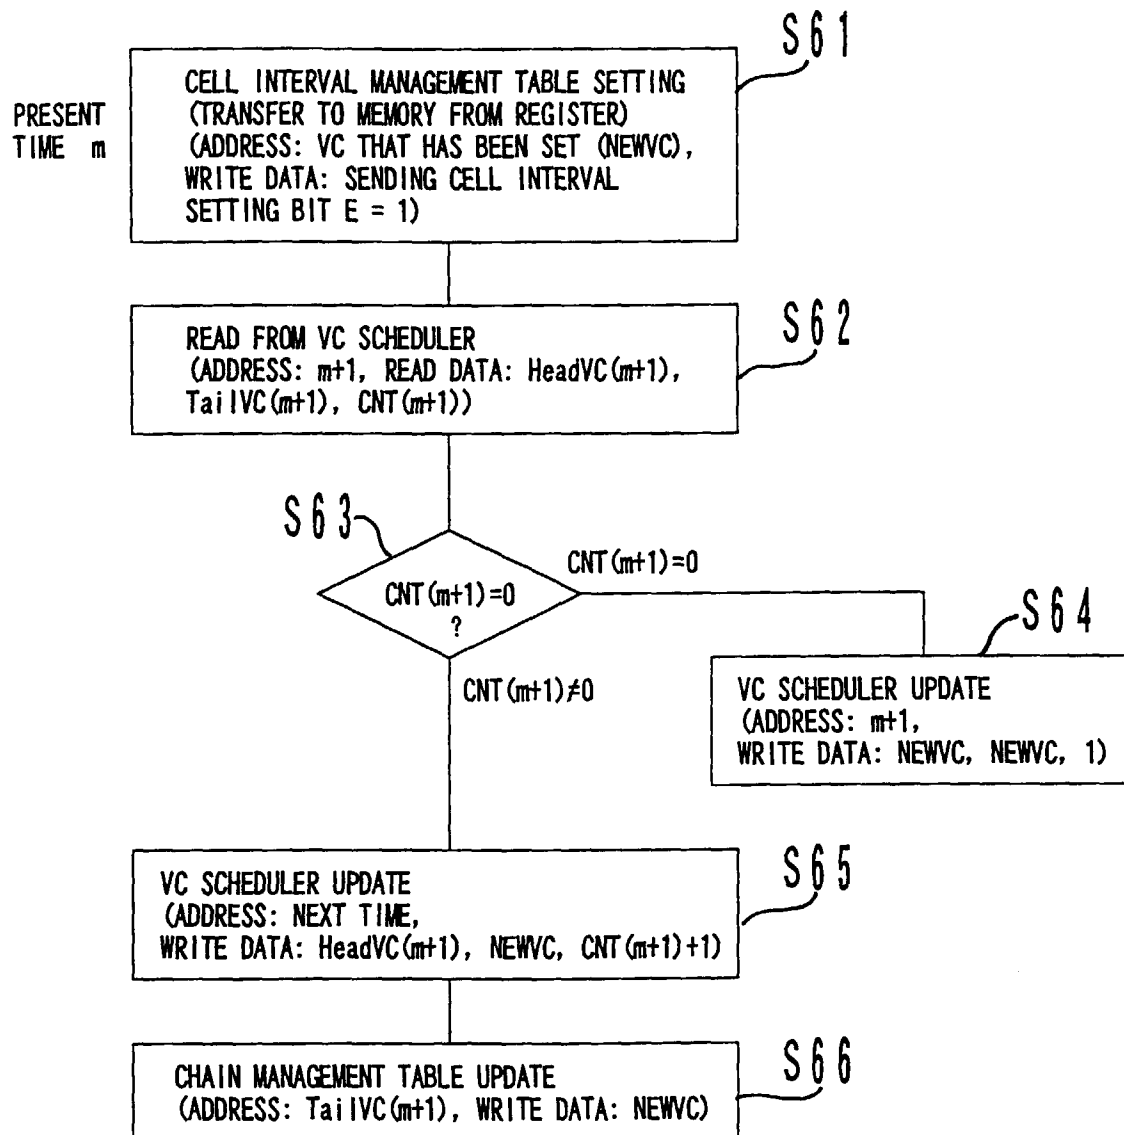 S61
CELL INTERVAL MANAGEMENT TABLE SETTING
(TRANSFER TO MEMORY FROM REGISTER)
(ADDRESS: VC THAT HAS BEEN SET (NEWVC),
WRITE DATA: SENDING CELL INTERVAL
SETTING BIT E = 1)
PRESENT
TIME m
S62
READ FROM VC SCHEDULER
(ADDRESS: m+1, READ DATA: HeadVC(m+1),
TailVC(m+1), CNT(m+1))
S63
CNT(m+1)=0
?
CNT(m+1)=0
CNT(m+1)≠0
S64
VC SCHEDULER UPDATE
(ADDRESS: m+1,
WRITE DATA: NEWVC, NEWVC, 1)
S65
VC SCHEDULER UPDATE
(ADDRESS: NEXT TIME,
WRITE DATA: HeadVC(m+1), NEWVC, CNT(m+1)+1)
S66
CHAIN MANAGEMENT TABLE UPDATE
(ADDRESS: TailVC(m+1), WRITE DATA: NEWVC)